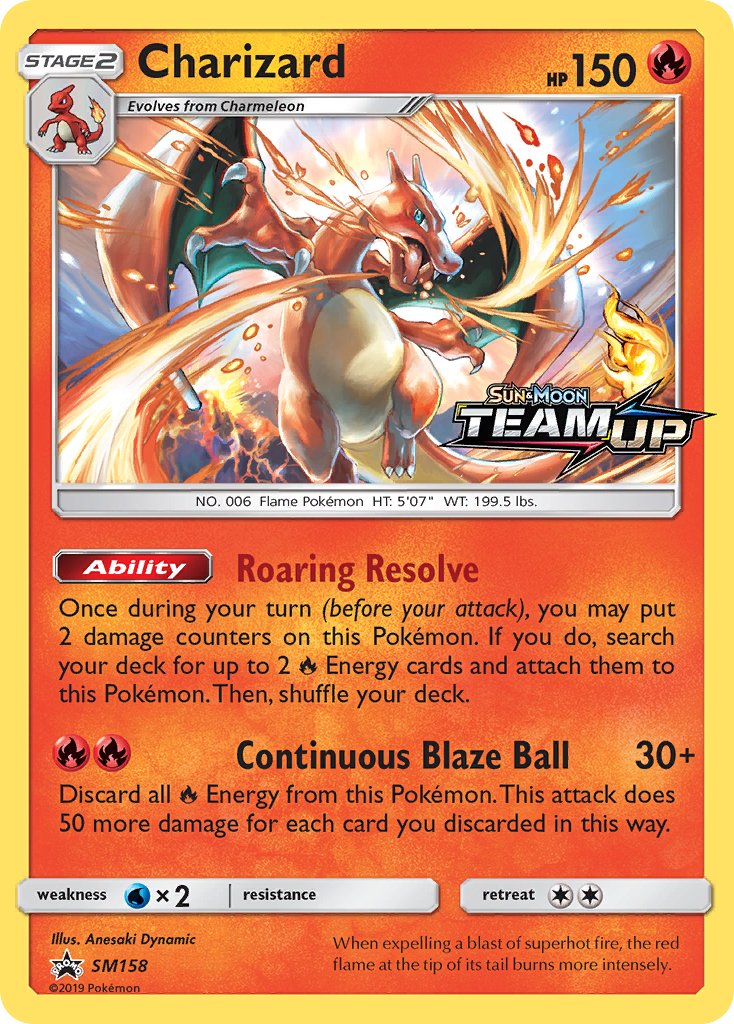 STAGE2
Charizard
HP 150
Evolves from Charmeleon
SUN & MOON
TEAM UP
NO. 006 Flame Pokémon HT: 5'07" WT: 199.5 lbs.
Ability Roaring Resolve
Once during your turn (before your attack), you may put
2 damage counters on this Pokémon. If you do, search
your deck for up to 2 Energy cards and attach them to
this Pokémon. Then, shuffle your deck.
Continuous Blaze Ball 30+
Discard all Energy from this Pokémon. This attack does
50 more damage for each card you discarded in this way.
weakness ×2 resistance retreat
Illus. Anesaki Dynamic
PROMO SM158
©2019 Pokémon
When expelling a blast of superhot fire, the red
flame at the tip of its tail burns more intensely.